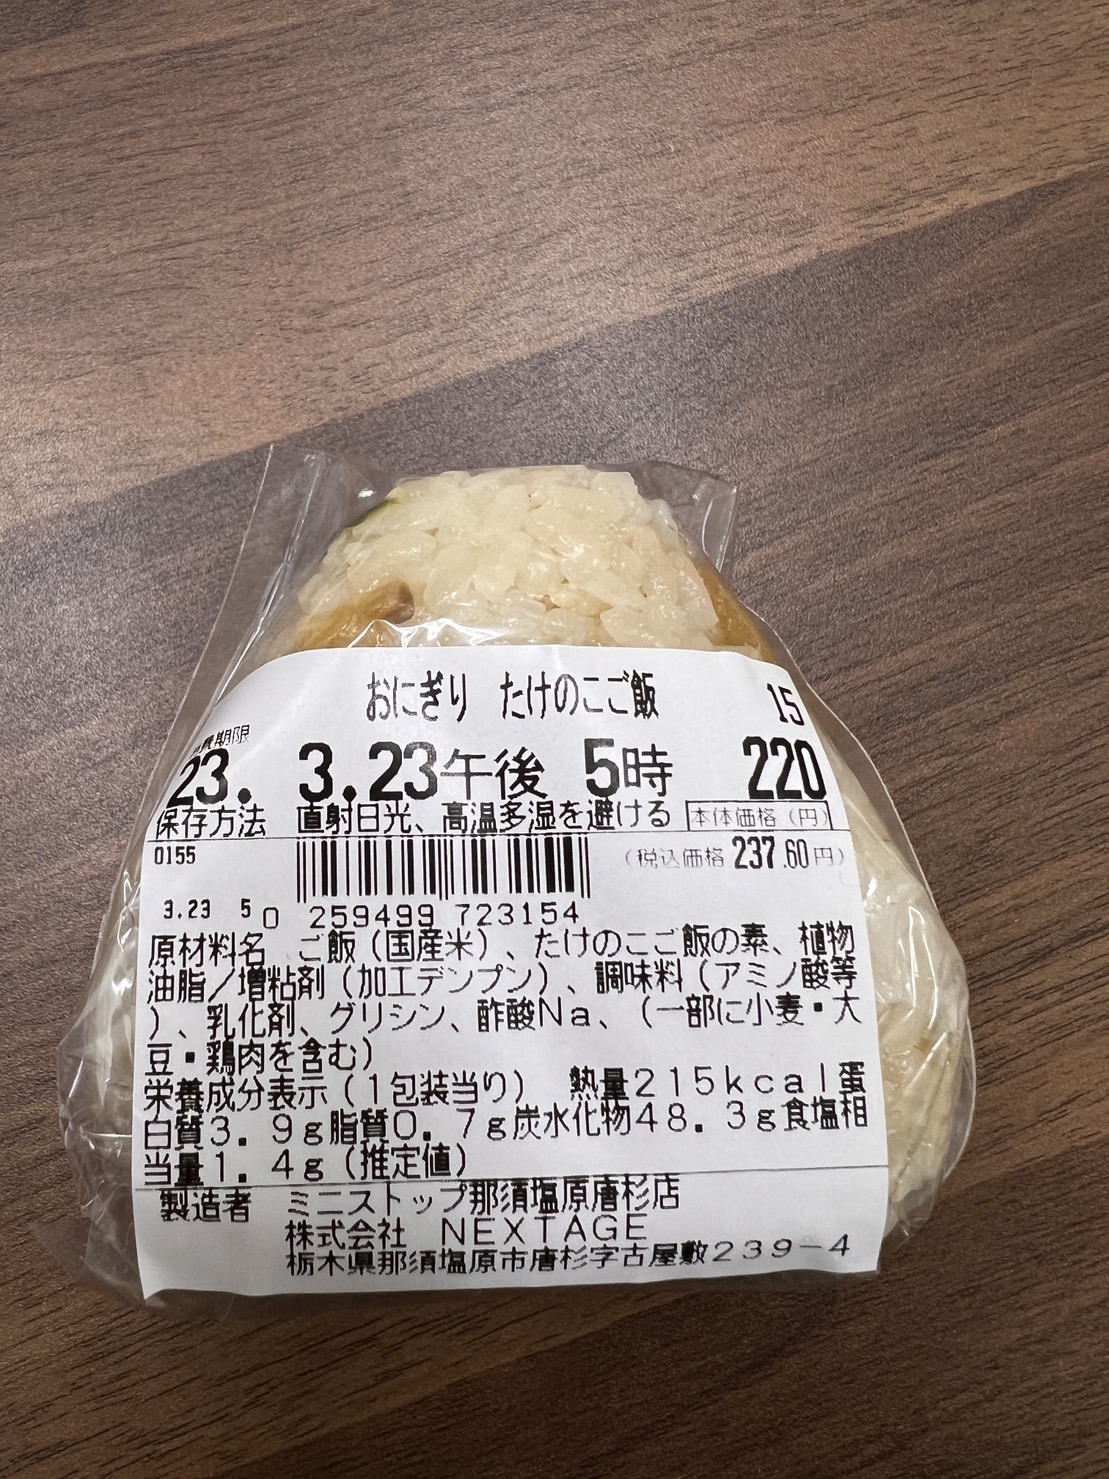 おにぎり たけのこご飯 15
消費期限
23. 3.23午後 5時 220
保存方法 直射日光、高温多湿を避ける 本体価格(円)
0155 (税込価格 237.60円)
3.23 5
0 259499 723154
原材料名 ご飯(国産米)、たけのこご飯の素、植物
油脂/増粘剤(加工デンプン)、調味料(アミノ酸等
)、乳化剤、グリシン、酢酸Na、(一部に小麦・大
豆・鶏肉を含む)
栄養成分表示(1包装当り) 熱量215kcal蛋
白質3.9g脂質0.7g炭水化物48.3g食塩相
当量1.4g(推定値)
製造者 ミニストップ那須塩原唐杉店
株式会社 NEXTAGE
栃木県那須塩原市唐杉字古屋敷239-4